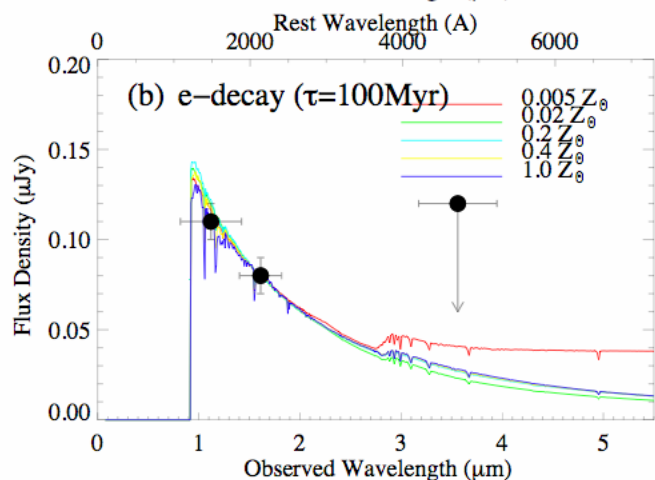 Rest Wavelength (A)
0 2000 4000 6000
0.20
(b) e−decay (τ=100Myr)
0.005 Z⊙
0.02 Z⊙
0.2 Z⊙
0.4 Z⊙
1.0 Z⊙
0.15
0.10
0.05
0.00
Flux Density (μJy)
0 1 2 3 4 5
Observed Wavelength (μm)